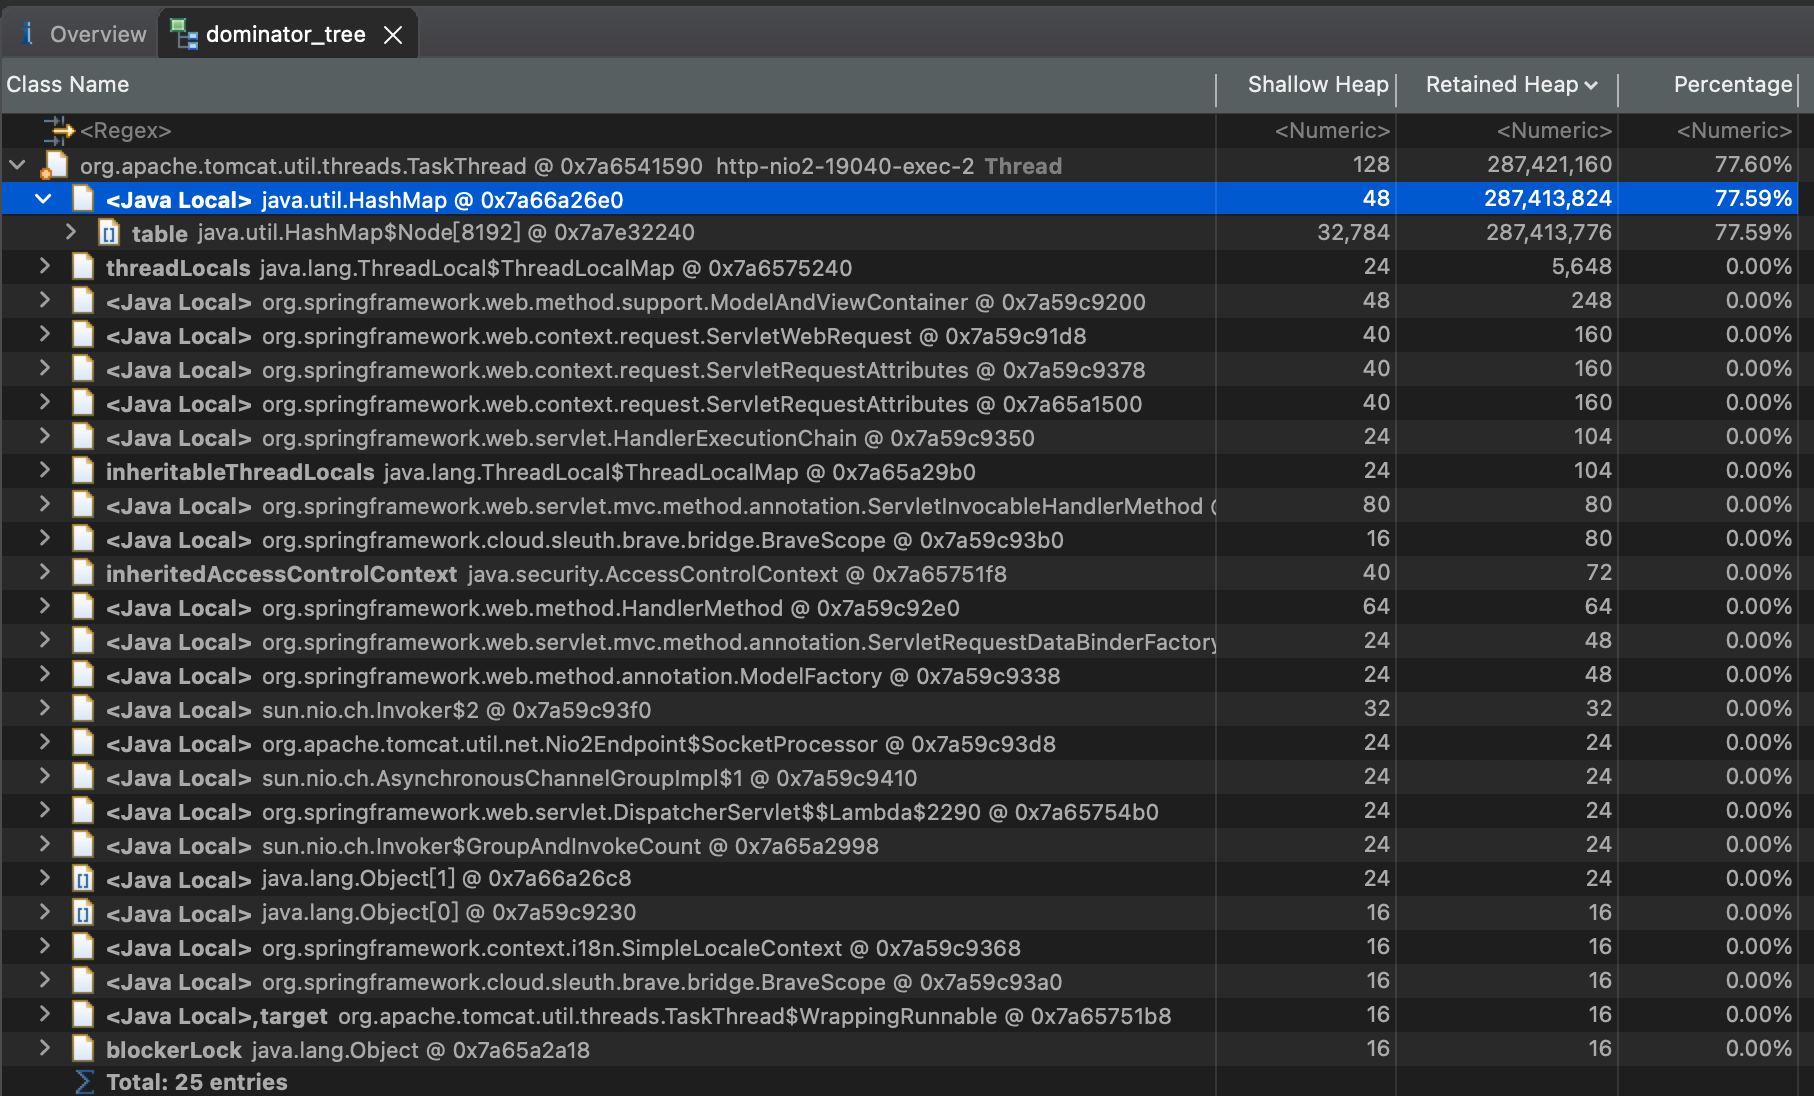 Overview dominator_tree
Class Name Shallow Heap Retained Heap Percentage
<Regex> <Numeric> <Numeric> <Numeric>
org.apache.tomcat.util.threads.TaskThread @ 0x7a6541590 http-nio2-19040-exec-2 Thread 128 287,421,160 77.60%
<Java Local> java.util.HashMap @ 0x7a66a26e0 48 287,413,824 77.59%
table java.util.HashMap$Node[8192] @ 0x7a7e32240 32,784 287,413,776 77.59%
threadLocals java.lang.ThreadLocal$ThreadLocalMap @ 0x7a6575240 24 5,648 0.00%
<Java Local> org.springframework.web.method.support.ModelAndViewContainer @ 0x7a59c9200 48 248 0.00%
<Java Local> org.springframework.web.context.request.ServletWebRequest @ 0x7a59c91d8 40 160 0.00%
<Java Local> org.springframework.web.context.request.ServletRequestAttributes @ 0x7a59c9378 40 160 0.00%
<Java Local> org.springframework.web.context.request.ServletRequestAttributes @ 0x7a65a1500 40 160 0.00%
<Java Local> org.springframework.web.servlet.HandlerExecutionChain @ 0x7a59c9350 24 104 0.00%
inheritableThreadLocals java.lang.ThreadLocal$ThreadLocalMap @ 0x7a65a29b0 24 104 0.00%
<Java Local> org.springframework.web.servlet.mvc.method.annotation.ServletInvocableHandlerMethod 80 80 0.00%
<Java Local> org.springframework.cloud.sleuth.brave.bridge.BraveScope @ 0x7a59c93b0 16 80 0.00%
inheritedAccessControlContext java.security.AccessControlContext @ 0x7a65751f8 40 72 0.00%
<Java Local> org.springframework.web.method.HandlerMethod @ 0x7a59c92e0 64 64 0.00%
<Java Local> org.springframework.web.servlet.mvc.method.annotation.ServletRequestDataBinderFactory 24 48 0.00%
<Java Local> org.springframework.web.method.annotation.ModelFactory @ 0x7a59c9338 24 48 0.00%
<Java Local> sun.nio.ch.Invoker$2 @ 0x7a59c93f0 32 32 0.00%
<Java Local> org.apache.tomcat.util.net.Nio2Endpoint$SocketProcessor @ 0x7a59c93d8 24 24 0.00%
<Java Local> sun.nio.ch.AsynchronousChannelGroupImpl$1 @ 0x7a59c9410 24 24 0.00%
<Java Local> org.springframework.web.servlet.DispatcherServlet$$Lambda$2290 @ 0x7a65754b0 24 24 0.00%
<Java Local> sun.nio.ch.Invoker$GroupAndInvokeCount @ 0x7a65a2998 24 24 0.00%
<Java Local> java.lang.Object[1] @ 0x7a66a26c8 24 24 0.00%
<Java Local> java.lang.Object[0] @ 0x7a59c9230 16 16 0.00%
<Java Local> org.springframework.context.i18n.SimpleLocaleContext @ 0x7a59c9368 16 16 0.00%
<Java Local> org.springframework.cloud.sleuth.brave.bridge.BraveScope @ 0x7a59c93a0 16 16 0.00%
<Java Local>,target org.apache.tomcat.util.threads.TaskThread$WrappingRunnable @ 0x7a65751b8 16 16 0.00%
blockerLock java.lang.Object @ 0x7a65a2a18 16 16 0.00%
Total: 25 entries